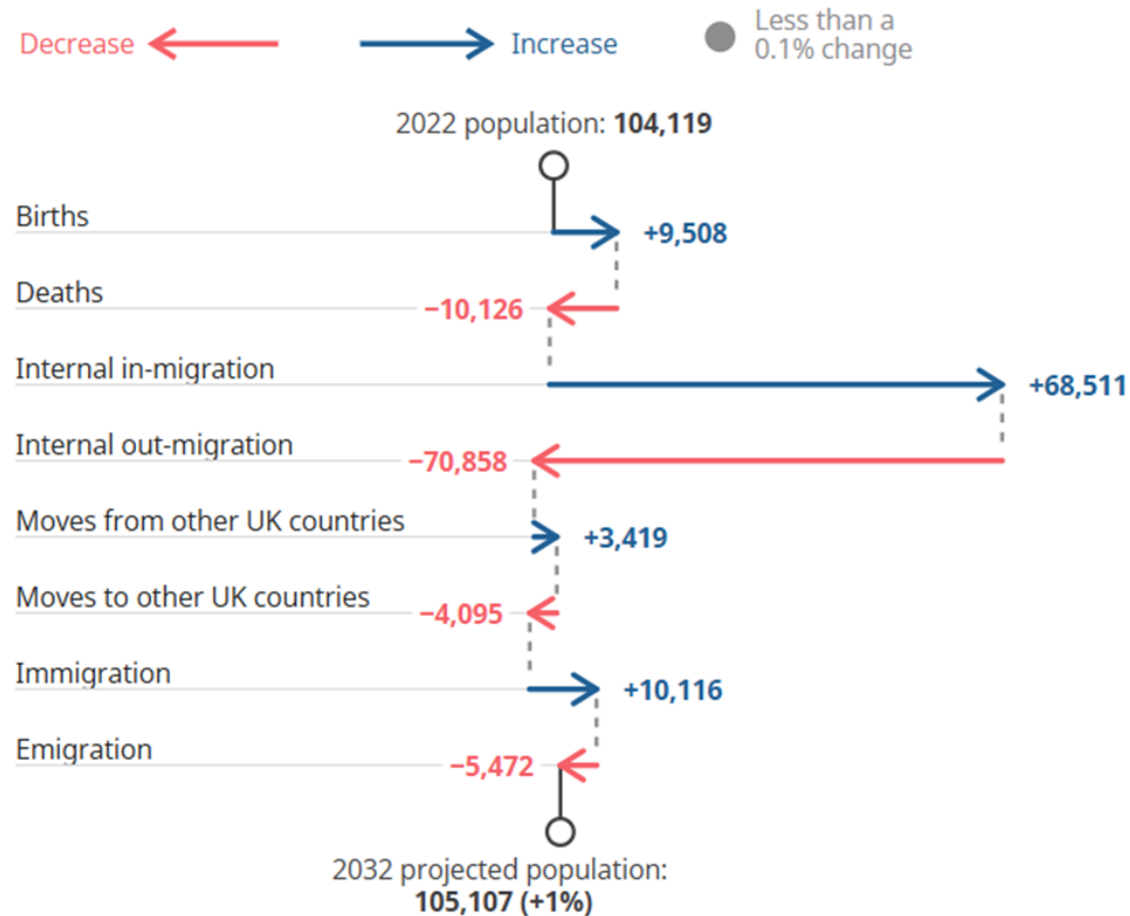 Decrease
Increase
Less than a
0.1% change
2022 population: 104,119
Births
+9,508
Deaths
−10,126
Internal in-migration
+68,511
Internal out-migration
−70,858
Moves from other UK countries
+3,419
Moves to other UK countries
−4,095
Immigration
+10,116
Emigration
−5,472
2032 projected population:
105,107 (+1%)